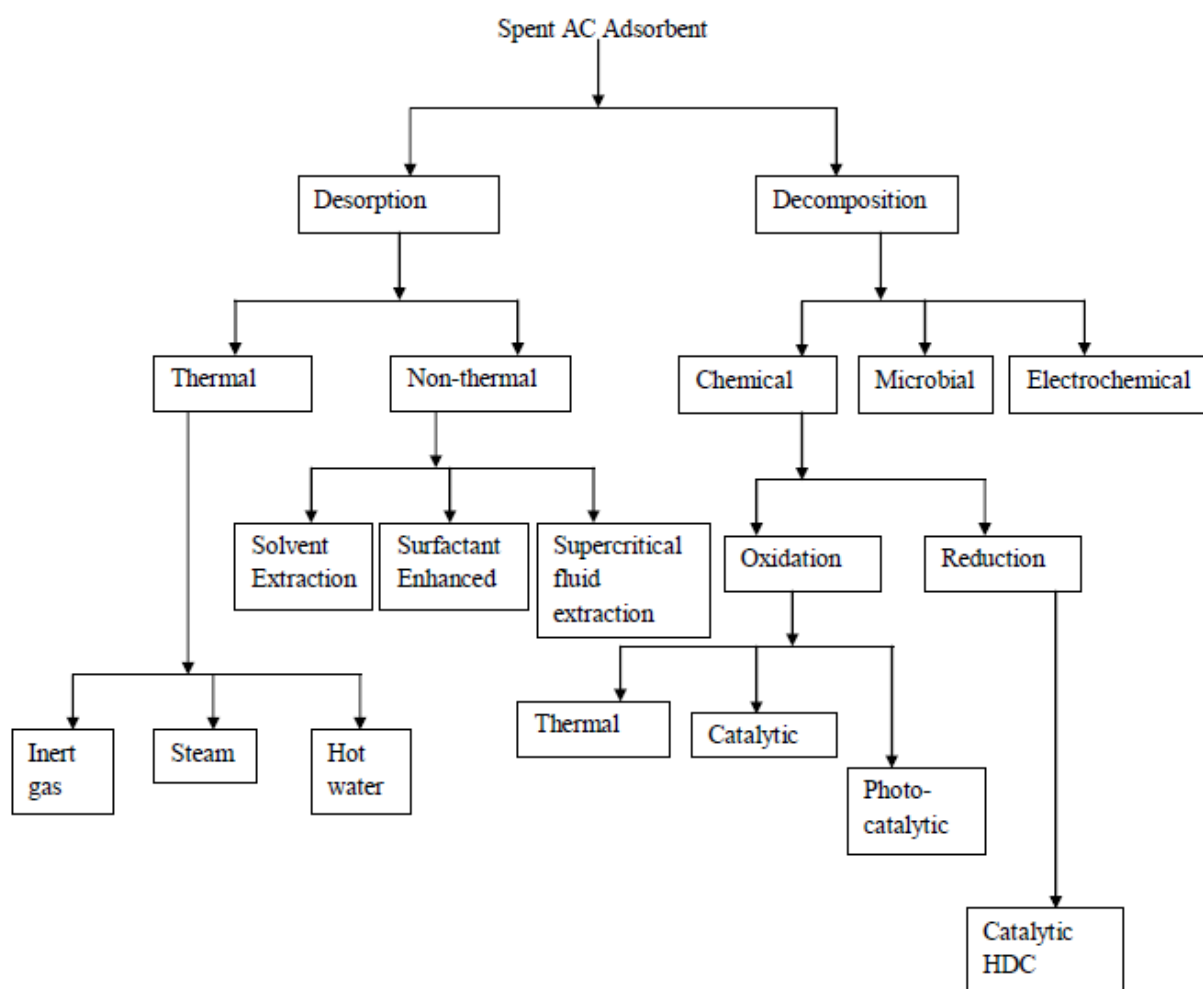 Spent AC Adsorbent
Desorption
Decomposition
Thermal
Non-thermal
Chemical
Microbial
Electrochemical
Solvent
Extraction
Surfactant
Enhanced
Supercritical
fluid
extraction
Oxidation
Reduction
Inert
gas
Steam
Hot
water
Thermal
Catalytic
Photo-
catalytic
Catalytic
HDC